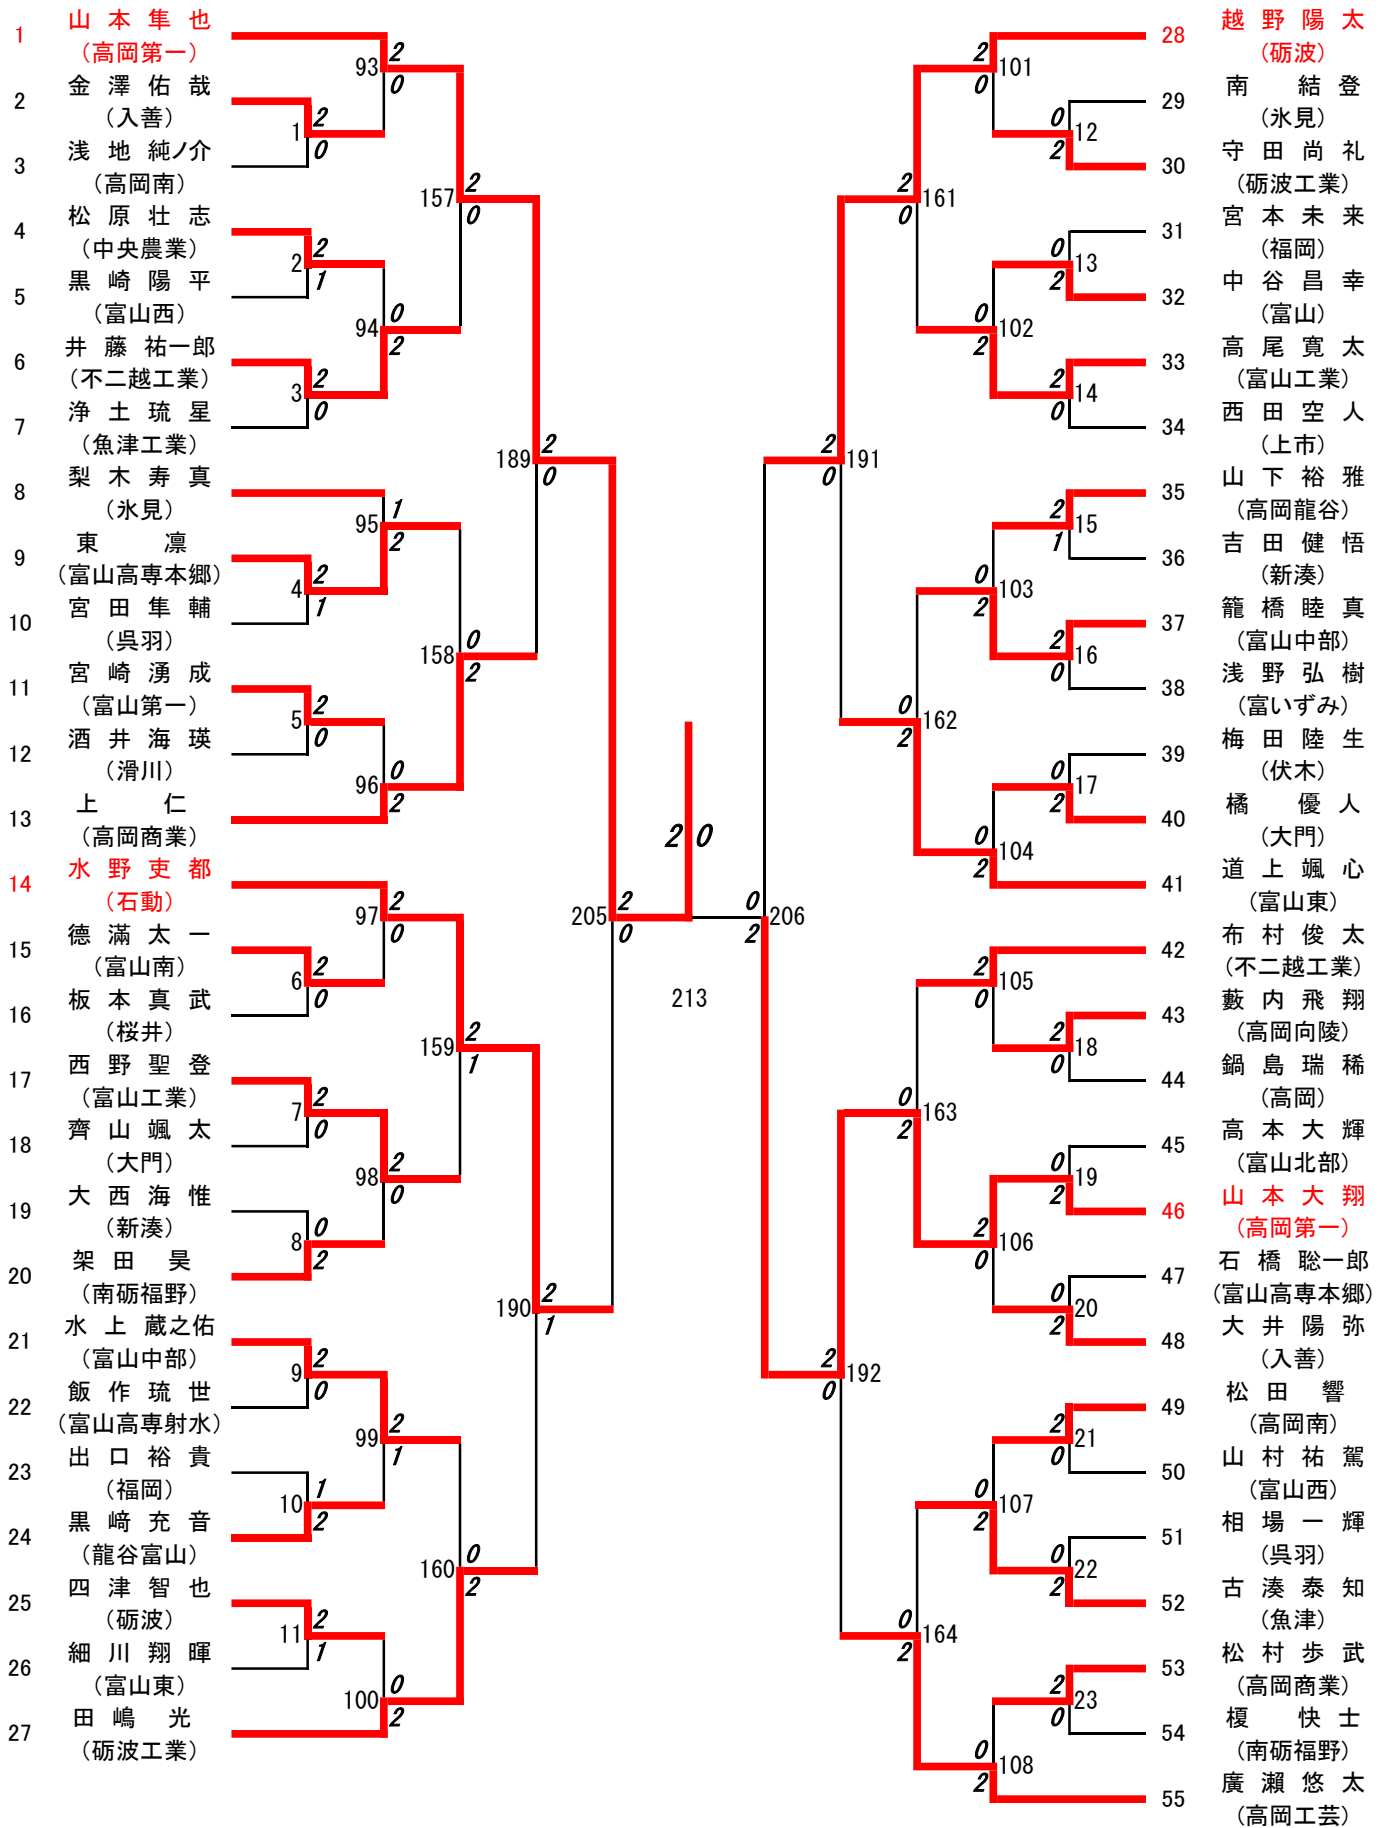 1 山本隼也
(高岡第一)
2 金澤佑哉
(入善)
3 浅地純ノ介
(高岡南)
4 松原壮志
(中央農業)
5 黒崎陽平
(富山西)
6 井藤祐一郎
(不二越工業)
7 浄土琉星
(魚津工業)
8 梨木寿真
(氷見)
9 東凛
(富山高専本郷)
10 宮田隼輔
(呉羽)
11 宮崎湧成
(富山第一)
12 酒井海瑛
(滑川)
13 上仁
(高岡商業)
14 水野吏都
(石動)
15 德滿太一
(富山南)
16 板本真武
(桜井)
17 西野聖登
(富山工業)
18 齊山颯太
(大門)
19 大西海惟
(新湊)
20 架田昊
(南砺福野)
21 水上蔵之佑
(富山中部)
22 飯作琉世
(富山高専射水)
23 出口裕貴
(福岡)
24 黒﨑充音
(龍谷富山)
25 四津智也
(砺波)
26 細川翔暉
(富山東)
27 田嶋光
(砺波工業)
1 2 0
2 2 1
3 2 0
4 2 1
5 2 0
6 2 0
7 2 0
8 0 2
9 2 0
10 1 2
11 2 1
93 2 0
94 0 2
95 1 2
96 0 2
97 2 0
98 2 0
99 2 1
100 0 2
157 2 0
158 0 2
159 2 1
160 0 2
189 2 0
190 2 1
205 2 0
2 0
213
0 2 206
2 0 191
2 0 192
2 0 161
0 2 162
0 2 163
0 2 164
2 0 101
0 2 102
0 2 103
0 2 104
2 0 105
2 0 106
0 2 107
0 2 108
0 2 12
0 2 13
2 0 14
2 1 15
2 0 16
0 2 17
2 0 18
0 2 19
0 2 20
2 0 21
0 2 22
2 0 23
28 越野陽太
(砺波)
29 南結登
(氷見)
30 守田尚礼
(砺波工業)
31 宮本未来
(福岡)
32 中谷昌幸
(富山)
33 高尾寛太
(富山工業)
34 西田空人
(上市)
35 山下裕雅
(高岡龍谷)
36 吉田健悟
(新湊)
37 籠橋睦真
(富山中部)
38 浅野弘樹
(富いずみ)
39 梅田陸生
(伏木)
40 橘優人
(大門)
41 道上颯心
(富山東)
42 布村俊太
(不二越工業)
43 藪内飛翔
(高岡向陵)
44 鍋島瑞稀
(高岡)
45 高本大輝
(富山北部)
46 山本大翔
(高岡第一)
47 石橋聡一郎
(富山高専本郷)
48 大井陽弥
(入善)
49 松田響
(高岡南)
50 山村祐駕
(富山西)
51 相場一輝
(呉羽)
52 古湊泰知
(魚津)
53 松村歩武
(高岡商業)
54 榎快士
(南砺福野)
55 廣瀬悠太
(高岡工芸)